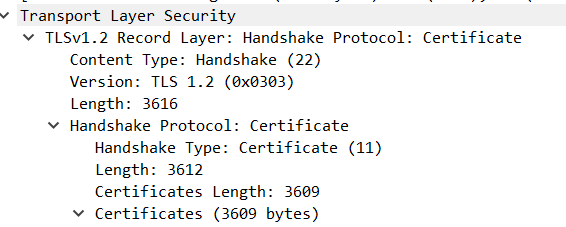 Transport Layer Security
TLSv1.2 Record Layer: Handshake Protocol: Certificate
Content Type: Handshake (22)
Version: TLS 1.2 (0x0303)
Length: 3616
Handshake Protocol: Certificate
Handshake Type: Certificate (11)
Length: 3612
Certificates Length: 3609
Certificates (3609 bytes)